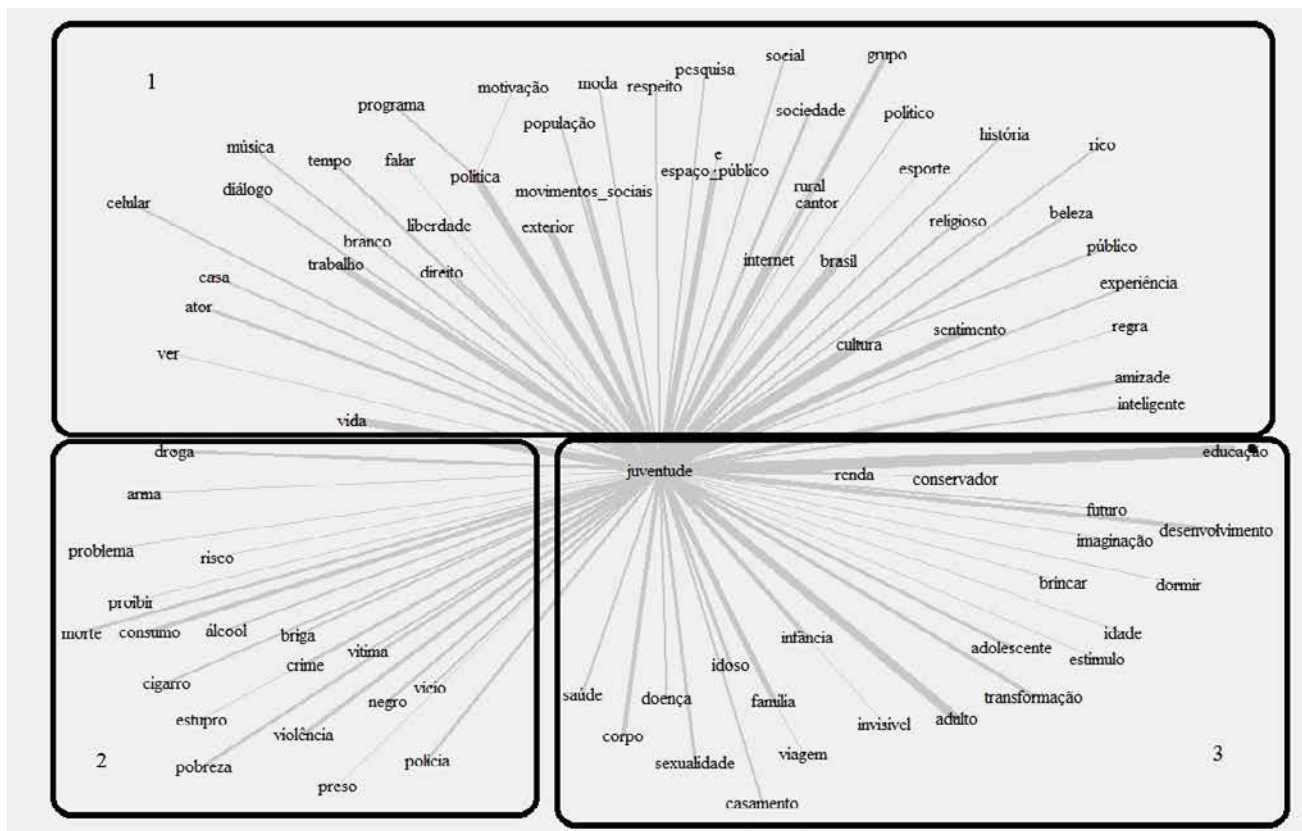 1
social
grupo
pesquisa
motivação
moda
respeito
programa
população
sociedade
político
música
tempo
falar
história
rico
e
política
espaço_público
esporte
diálogo
movimentos_sociais
rural
celular
cantor
liberdade
exterior
religioso
beleza
branco
trabalho
direito
internet
brasil
público
casa
experiência
ator
sentimento
regra
ver
cultura
amizade
inteligente
vida
droga
educação
juventude
renda
conservador
arma
futuro
desenvolvimento
problema
risco
imaginação
brincar
dormir
proibir
morte
consumo
álcool
briga
vítima
crime
infância
idade
adolescente
estímulo
idoso
cigarro
negro
vício
saúde
doença
família
transformação
estupro
violência
corpo
invisível
adulto
2
pobreza
polícia
sexualidade
viagem
3
preso
casamento